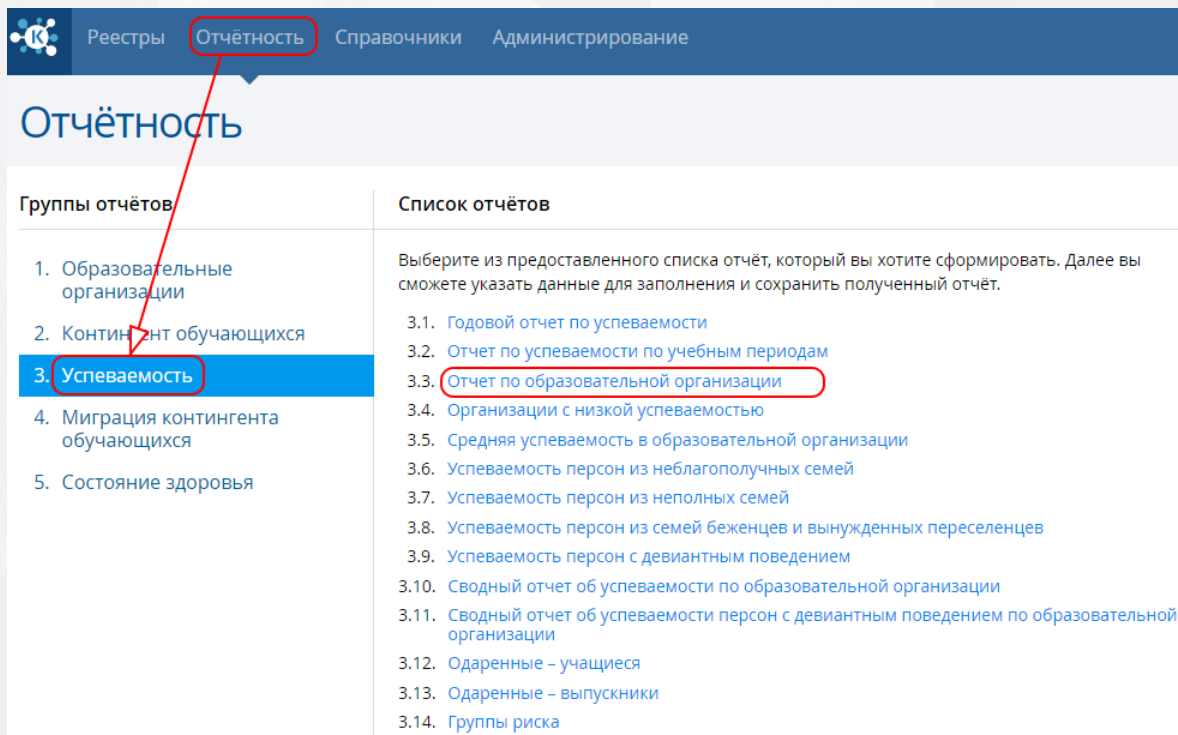 К Реестры Отчётность Справочники Администрирование
Отчётность
Группы отчётов
1. Образовательные
организации
2. Контингент обучающихся
3. Успеваемость
4. Миграция контингента
обучающихся
5. Состояние здоровья
Список отчётов
Выберите из предоставленного списка отчёт, который вы хотите сформировать. Далее вы
сможете указать данные для заполнения и сохранить полученный отчёт.
3.1. Годовой отчет по успеваемости
3.2. Отчет по успеваемости по учебным периодам
3.3. Отчет по образовательной организации
3.4. Организации с низкой успеваемостью
3.5. Средняя успеваемость в образовательной организации
3.6. Успеваемость персон из неблагополучных семей
3.7. Успеваемость персон из неполных семей
3.8. Успеваемость персон из семей беженцев и вынужденных переселенцев
3.9. Успеваемость персон с девиантным поведением
3.10. Сводный отчет об успеваемости по образовательной организации
3.11. Сводный отчет об успеваемости персон с девиантным поведением по образовательной
организации
3.12. Одаренные – учащиеся
3.13. Одаренные – выпускники
3.14. Группы риска